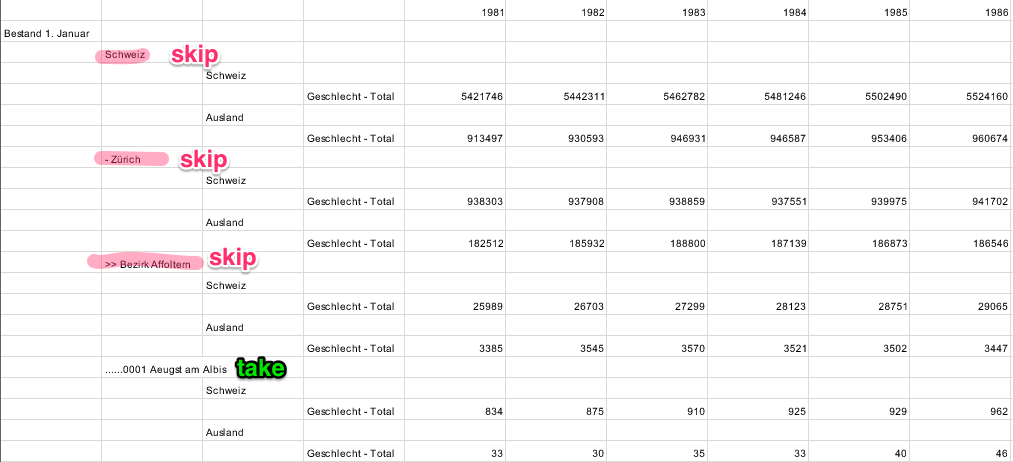 1981 1982 1983 1984 1985 1986
Bestand 1. Januar
Schweiz skip
Schweiz
Geschlecht - Total 5421746 5442311 5462782 5481246 5502490 5524160
Ausland
Geschlecht - Total 913497 930593 946931 946587 953406 960674
- Zürich skip
Schweiz
Geschlecht - Total 938303 937908 938859 937551 939975 941702
Ausland
Geschlecht - Total 182512 185932 188800 187139 186873 186546
>> Bezirk Affoltern skip
Schweiz
Geschlecht - Total 25989 26703 27299 28123 28751 29065
Ausland
Geschlecht - Total 3385 3545 3570 3521 3502 3447
......0001 Aeugst am Albis take
Schweiz
Geschlecht - Total 834 875 910 925 929 962
Ausland
Geschlecht - Total 33 30 35 33 40 46